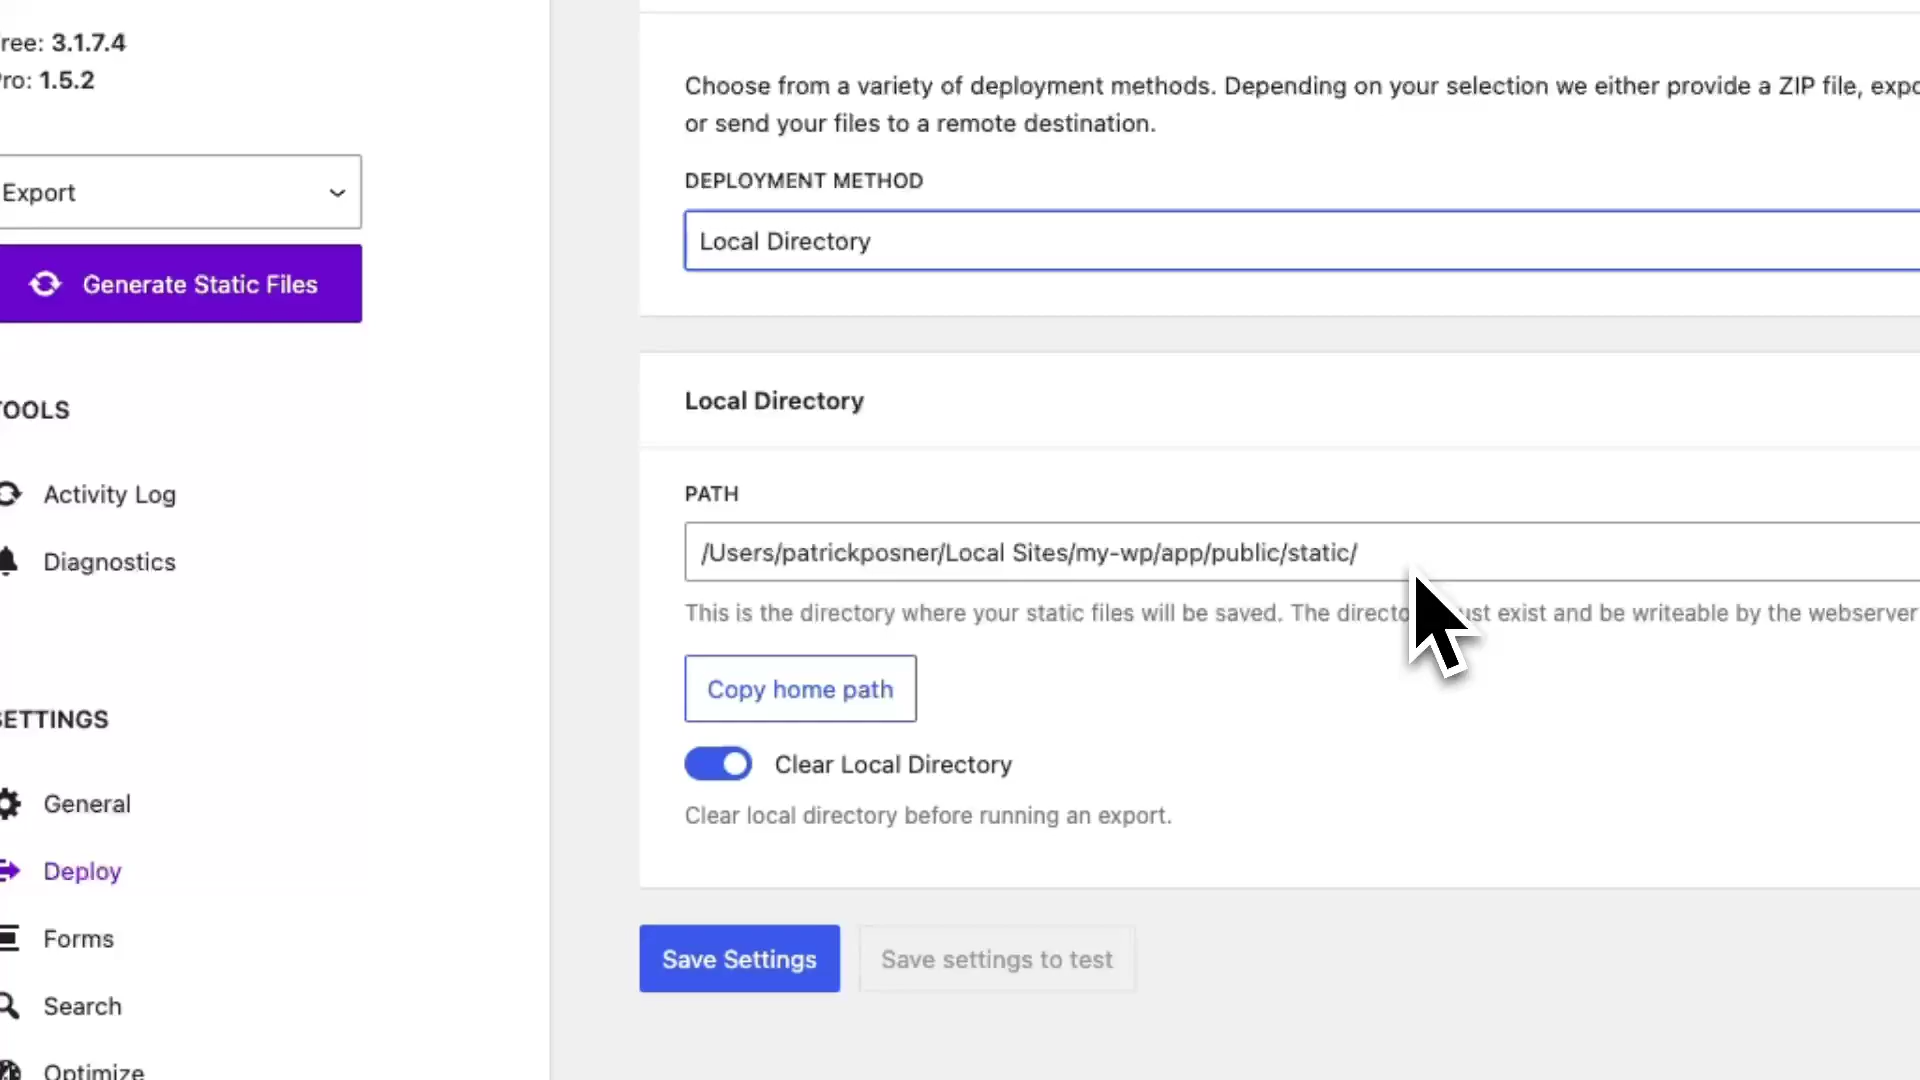 ree: 3.1.7.4
ro: 1.5.2
Export
Generate Static Files
TOOLS
Activity Log
Diagnostics
SETTINGS
General
Deploy
Forms
Search
Optimize
Choose from a variety of deployment methods. Depending on your selection we either provide a ZIP file, expo
or send your files to a remote destination.
DEPLOYMENT METHOD
Local Directory
Local Directory
PATH
/Users/patrickposner/Local Sites/my-wp/app/public/static/
This is the directory where your static files will be saved. The directo ust exist and be writeable by the webserver
Copy home path
Clear Local Directory
Clear local directory before running an export.
Save Settings
Save settings to test